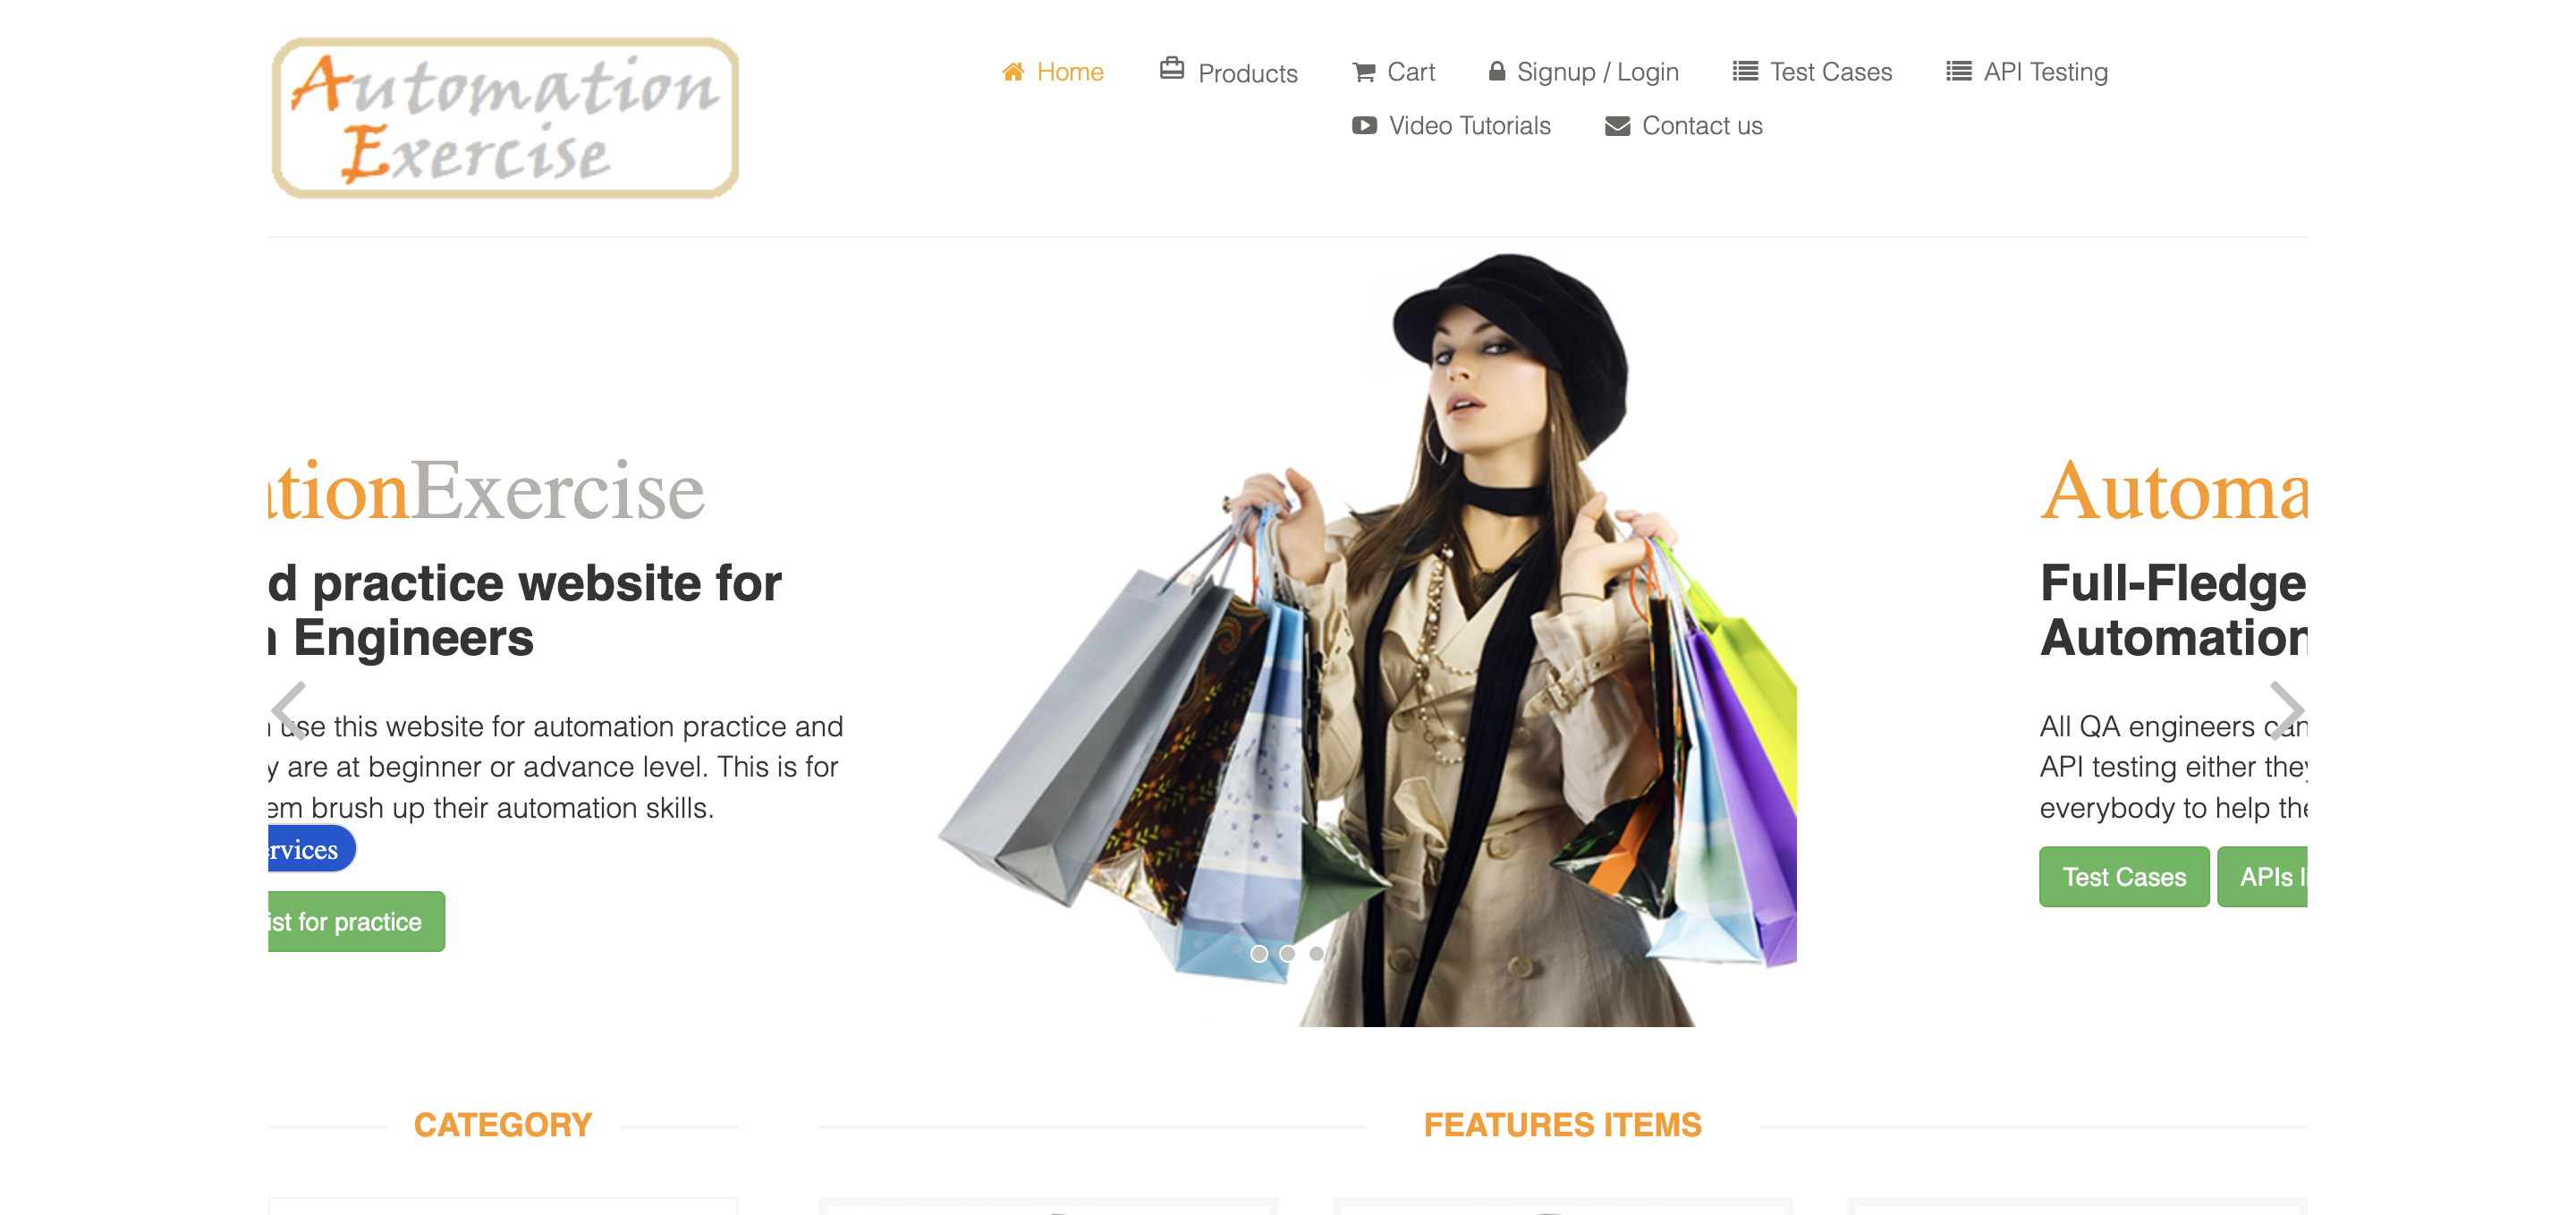 Automation
Exercise
Home Products Cart Signup / Login Test Cases API Testing
Video Tutorials Contact us
tionExercise
d practice website for
Engineers
use this website for automation practice and
y are at beginner or advance level. This is for
em brush up their automation skills.
rvices
ist for practice
Automa
Full-Fledge
Automation
All QA engineers can
API testing either they
everybody to help the
Test Cases APIs li
CATEGORY
FEATURES ITEMS